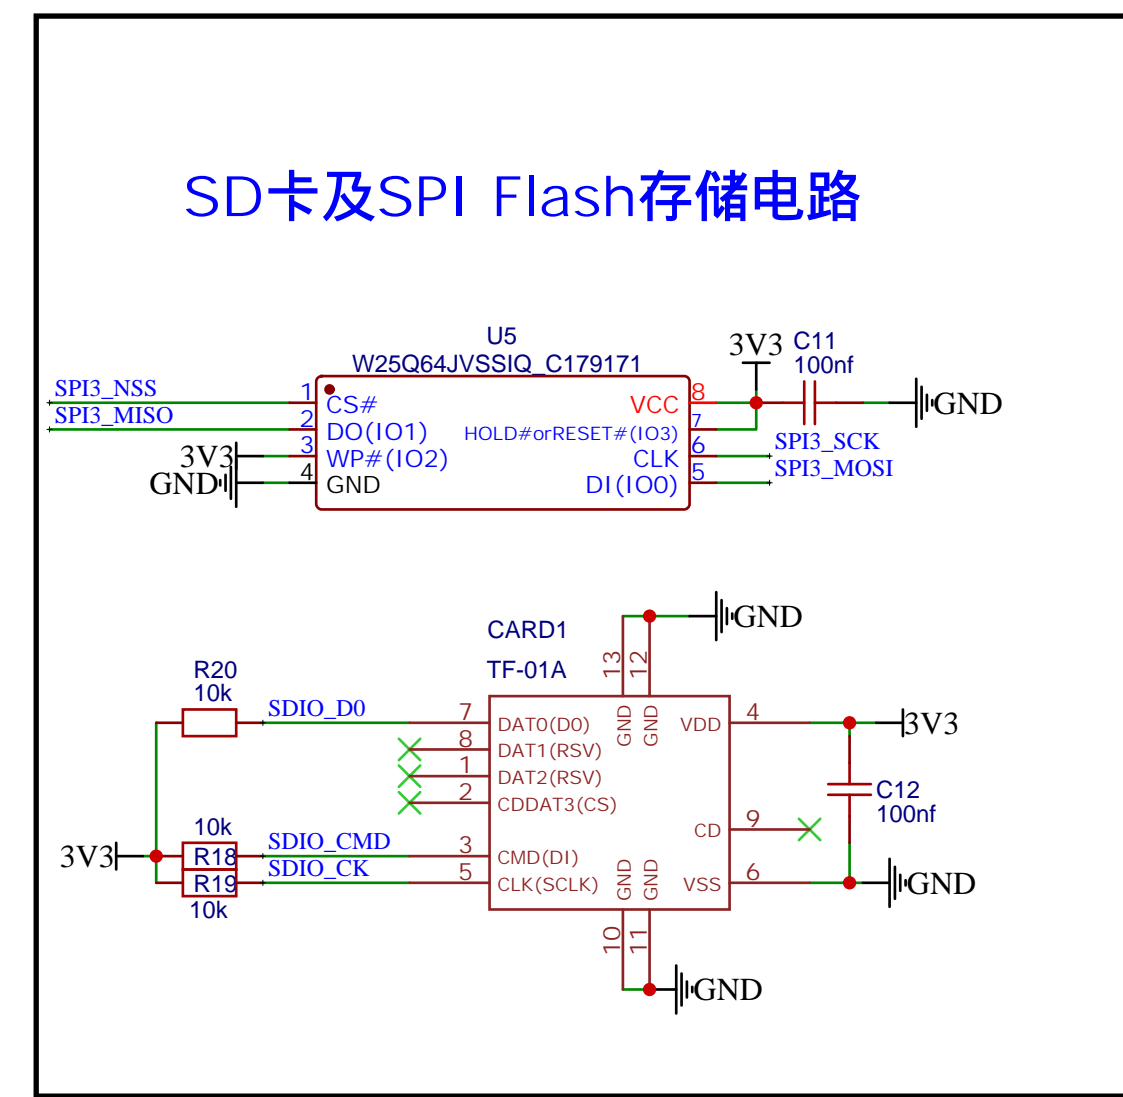 SD卡及SPI Flash存储电路
U5
W25Q64JVSSIQ_C179171
3V3
C11
100nf
GND
SPI3_NSS
SPI3_MISO
3V3
GND
1
2
3
4
CS#
DO(IO1)
WP#(IO2)
GND
VCC
HOLD#orRESET#(IO3)
CLK
DI(IO0)
8
7
6
5
SPI3_SCK
SPI3_MOSI
CARD1
TF-01A
13
12
GND
R20
10k
SDIO_D0
7
8
1
2
DAT0(D0)
DAT1(RSV)
DAT2(RSV)
CDDAT3(CS)
GND
GND
VDD
4
3V3
C12
100nf
CD
9
3V3
10k
R18
R19
10k
SDIO_CMD
SDIO_CK
3
5
CMD(DI)
CLK(SCLK)
GND
GND
VSS
6
GND
10
11
GND